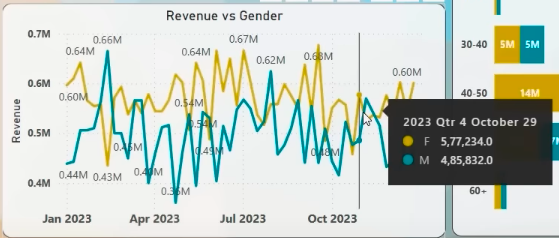 Revenue vs Gender
Revenue
0.7M
0.6M
0.5M
0.4M
0.64M
0.66M
0.64M
0.67M
0.62M
0.68M
0.60M
0.60M
0.54M
0.54M
0.45M
0.48M
0.44M
0.43M
Jan 2023
Apr 2023
Jul 2023
Oct 2023
2023 Qtr 4 October 29
F 5,77,234.0
M 4,85,832.0
30-40
5M
5M
40-50
14M
60+